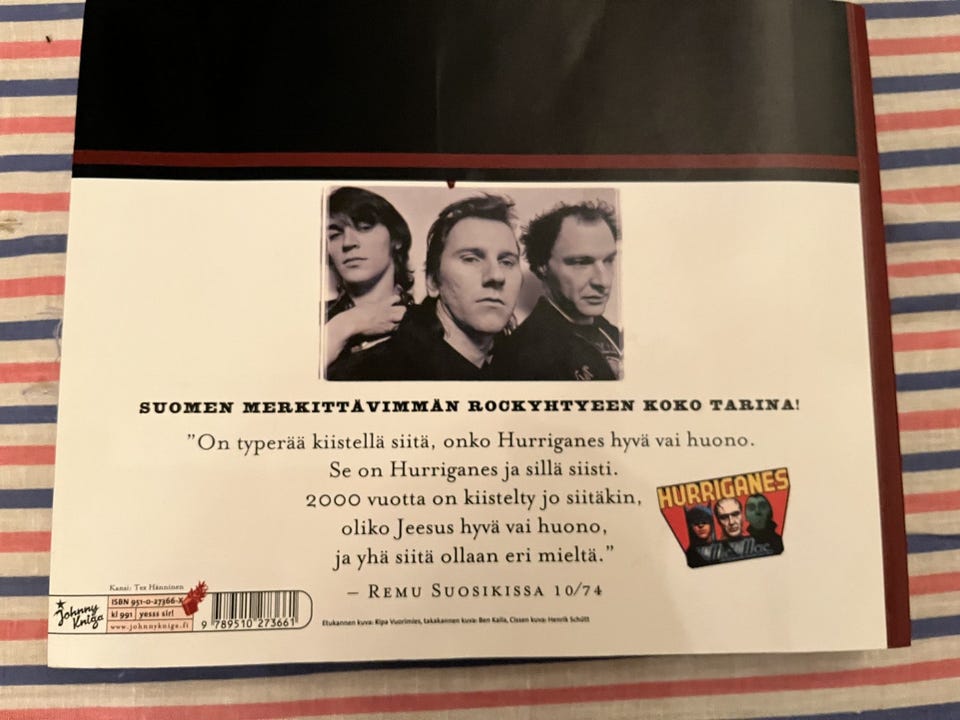 SUOMEN MERKITTÄVIMMÄN ROCKYHTYEEN KOKO TARINA!
”On typerää kiistellä siitä, onko Hurriganes hyvä vai huono.
Se on Hurriganes ja sillä siisti.
2000 vuotta on kiistelty jo siitäkin,
oliko Jeesus hyvä vai huono,
ja yhä siitä ollaan eri mieltä.”
– REMU SUOSIKISSA 10/74
HURRIGANES
Mic-Mac
Kansi: Tex Hänninen
Johnny
Kniga
ISBN 951-0-27366-X
kl 991 yesss sir!
www.johnnykniga.fi
9 789510 273661
Etukannen kuva: Ripa Vuorimies, takakannen kuva: Ben Kaila, Cissen kuva: Henrik Schütt